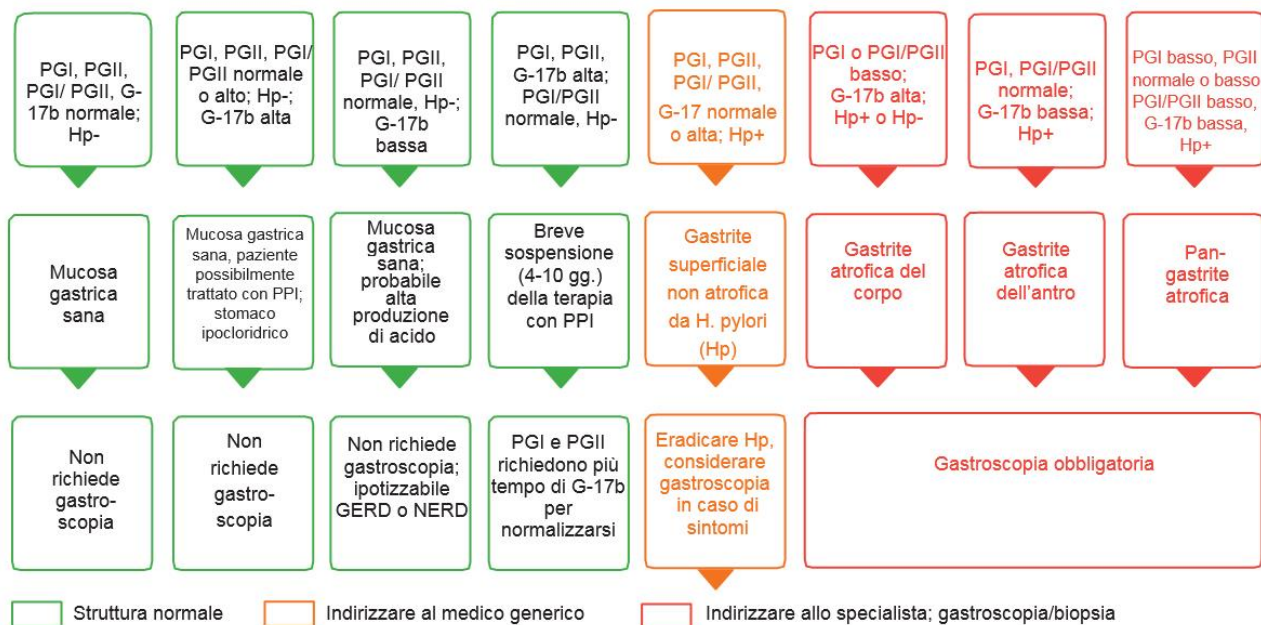 PGI, PGII,
PGI/ PGII, G-
17b normale;
Hp-
PGI, PGII, PGI/
PGII normale
o alto; Hp-;
G-17b alta
PGI, PGII,
PGI/ PGII
normale, Hp-;
G-17b
bassa
PGI, PGII,
G-17b alta;
PGI/PGII
normale, Hp-
PGI, PGII,
PGI/ PGII,
G-17 normale
o alta; Hp+
PGI o PGI/PGII
basso;
G-17b alta;
Hp+ o Hp-
PGI, PGI/PGII
normale;
G-17b bassa;
Hp+
PGI basso, PGII
normale o basso
PGI/PGII basso,
G-17b bassa,
Hp+
Mucosa
gastrica
sana
Mucosa gastrica
sana, paziente
possibilmente
trattato con PPI;
stomaco
ipocloridrico
Mucosa
gastrica
sana;
probabile
alta
produzione
di acido
Breve
sospensione
(4-10 gg.)
della terapia
con PPI
Gastrite
superficiale
non atrofica
da H. pylori
(Hp)
Gastrite
atrofica del
corpo
Gastrite
atrofica
dell'antro
Pan-
gastrite
atrofica
Non
richiede
gastro-
scopia
Non
richiede
gastro-
scopia
Non richiede
gastroscopia;
ipotizzabile
GERD o NERD
PGI e PGII
richiedono più
tempo di G-17b
per
normalizzarsi
Eradicare Hp,
considerare
gastroscopia
in caso di
sintomi
Gastroscopia obbligatoria
Struttura normale
Indirizzare al medico generico
Indirizzare allo specialista; gastroscopia/biopsia